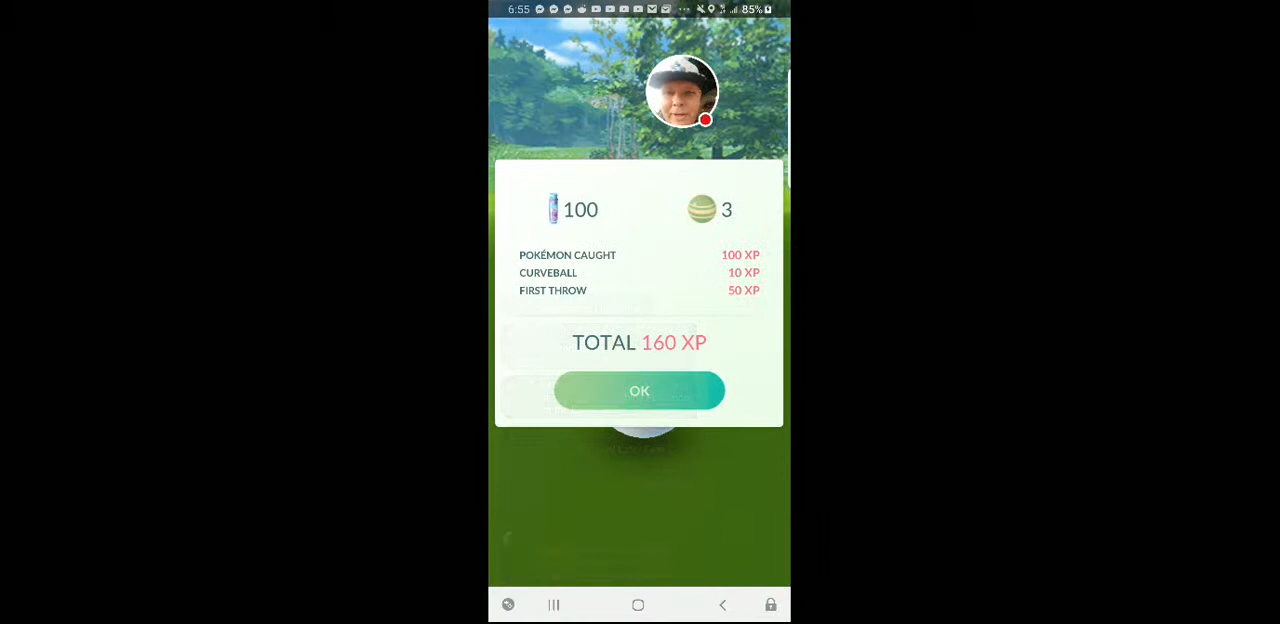 6:55
85%
100
3
POKÉMON CAUGHT 100 XP
CURVEBALL 10 XP
FIRST THROW 50 XP
TOTAL 160 XP
OK